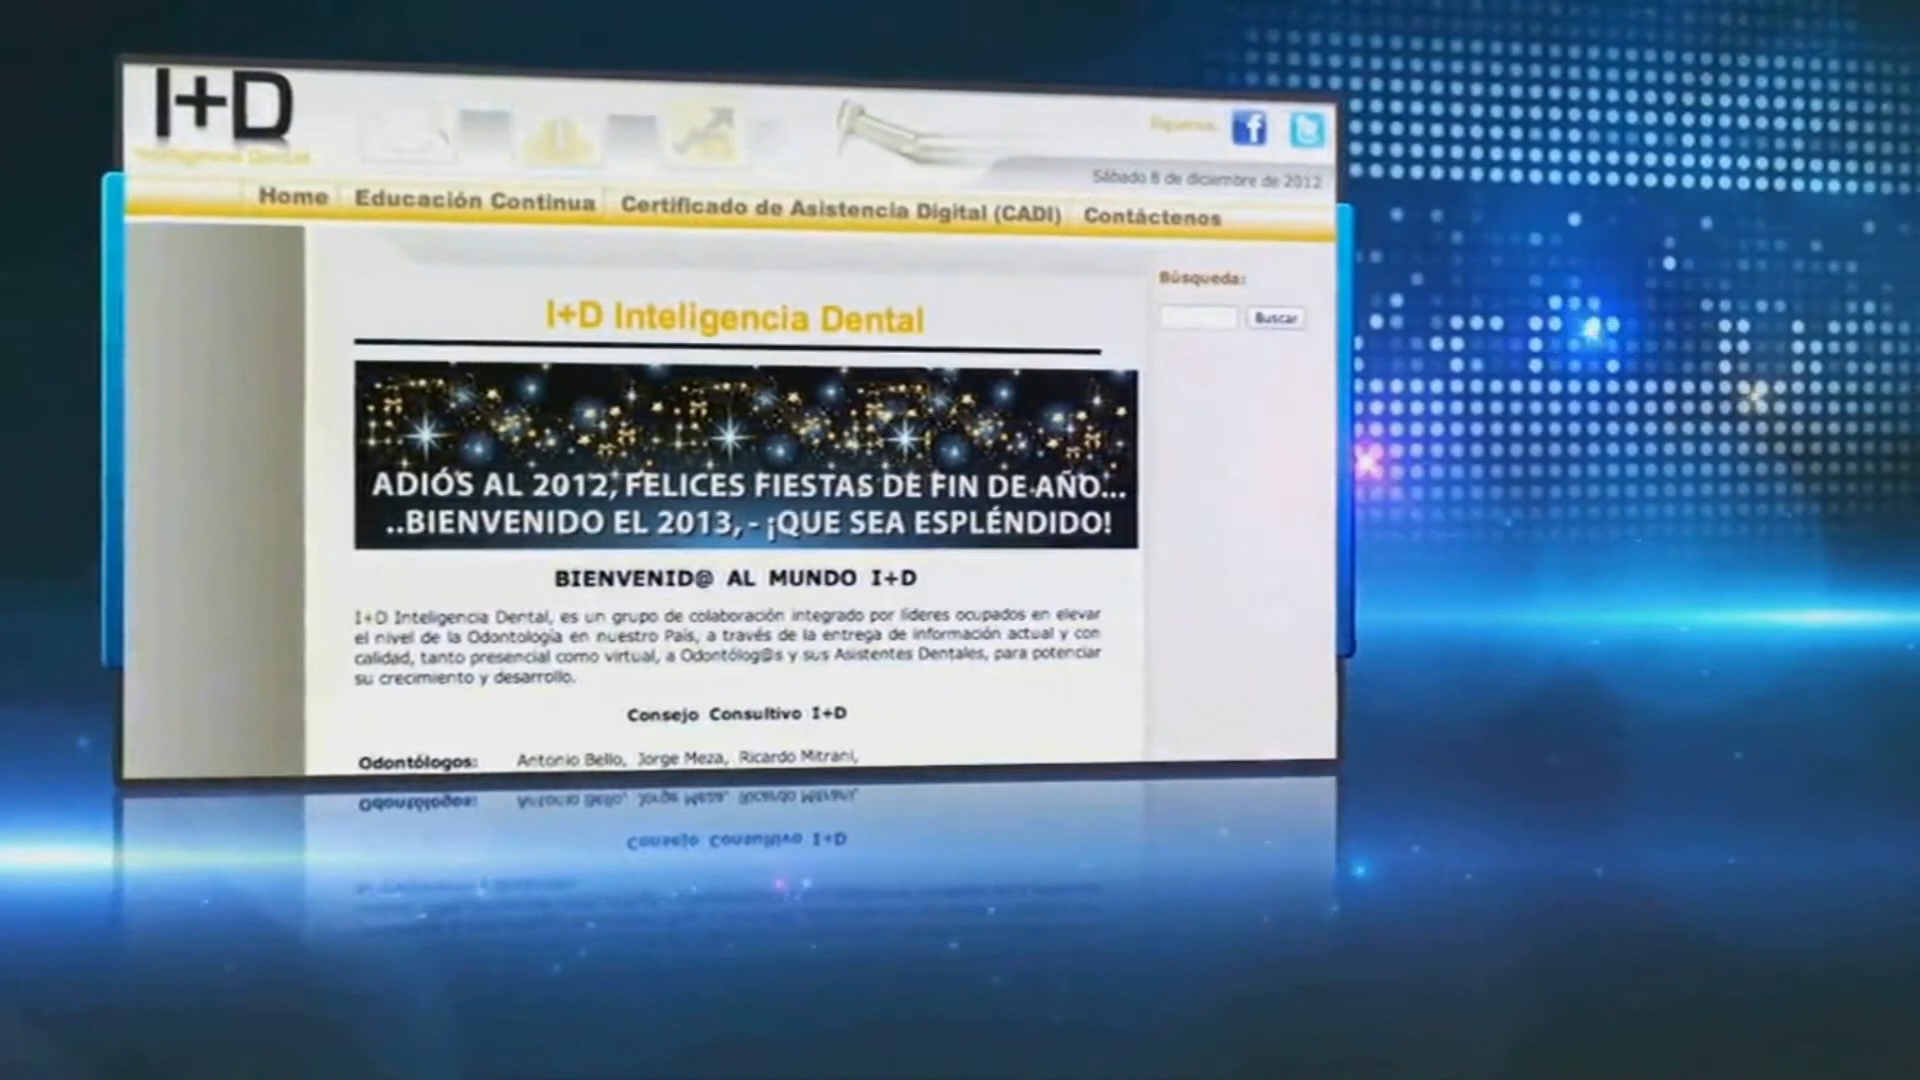 I+D
Inteligencia Dental
Síguenos:
Sábado 8 de diciembre de 2012
Home Educación Continua Certificado de Asistencia Digital (CADI) Contáctenos
Búsqueda:
Buscar
I+D Inteligencia Dental
ADIÓS AL 2012, FELICES FIESTAS DE FIN DE AÑO...
..BIENVENIDO EL 2013, - ¡QUE SEA ESPLÉNDIDO!
BIENVENID@ AL MUNDO I+D
I+D Inteligencia Dental, es un grupo de colaboración integrado por líderes ocupados en elevar
el nivel de la Odontología en nuestro País, a través de la entrega de información actual y con
calidad, tanto presencial como virtual, a Odontólog@s y sus Asistentes Dentales, para potenciar
su crecimiento y desarrollo.
Consejo Consultivo I+D
Odontólogos: Antonio Bello, Jorge Meza, Ricardo Mitrani,